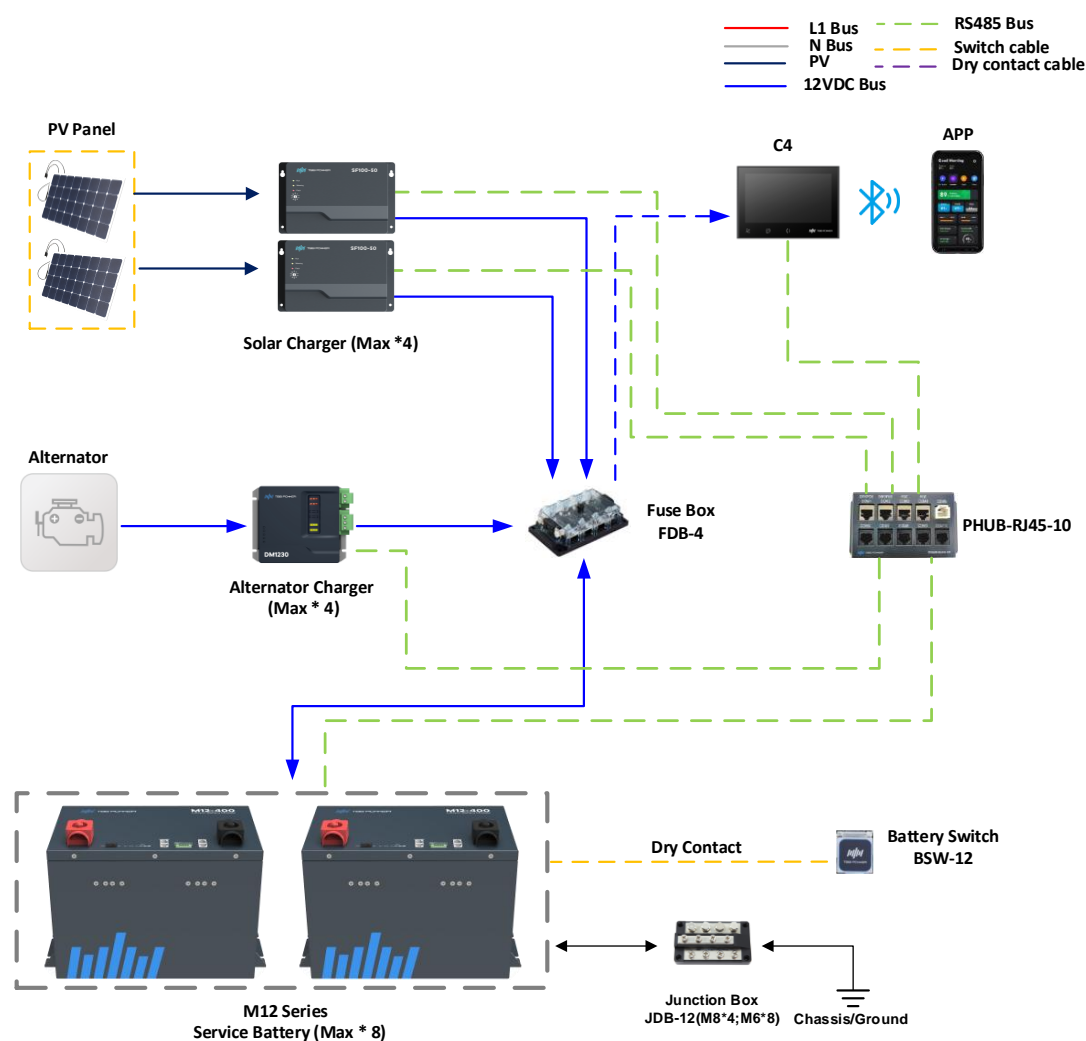 L1 Bus
N Bus
PV
12VDC Bus
RS485 Bus
Switch cable
Dry contact cable
PV Panel
SF100-50
SF100-50
Solar Charger (Max *4)
C4
APP
Alternator
DM1230
Alternator Charger
(Max * 4)
Fuse Box
FDB-4
PHUB-RJ45-10
M12-400
M12-400
M12 Series
Service Battery (Max * 8)
Dry Contact
Battery Switch
BSW-12
Junction Box
JDB-12(M8*4;M6*8)
Chassis/Ground